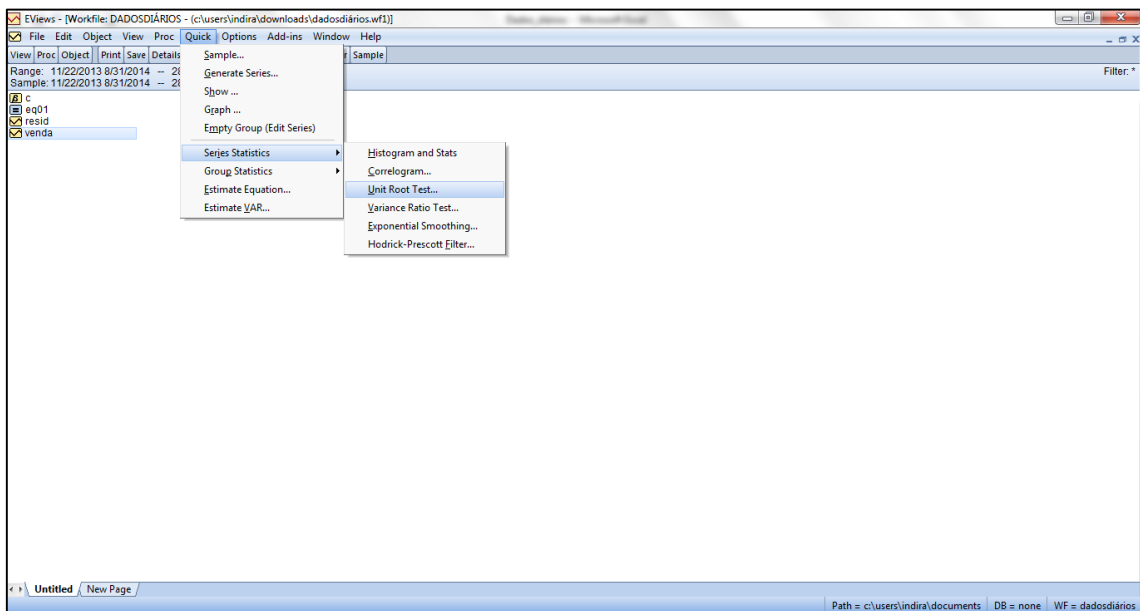 EViews - [Workfile: DADOSDIÁRIOS - (c:\users\indira\downloads\dadosdiários.wf1)]
File Edit Object View Proc Quick Options Add-ins Window Help
View Proc Object Print Save Details Sample
Range: 11/22/2013 8/31/2014 -- 28
Filter: *
Sample: 11/22/2013 8/31/2014 -- 28
c
eq01
resid
venda
Sample...
Generate Series...
Show ...
Graph ...
Empty Group (Edit Series)
Series Statistics
Group Statistics
Estimate Equation...
Estimate VAR...
Histogram and Stats
Correlogram...
Unit Root Test...
Variance Ratio Test...
Exponential Smoothing...
Hodrick-Prescott Filter...
Untitled New Page
Path = c:\users\indira\documents DB = none WF = dadosdiários